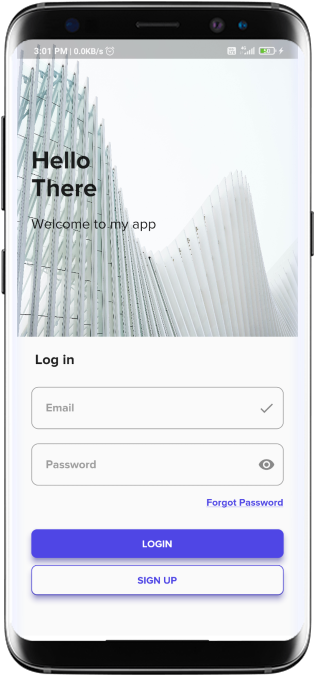 3:01 PM | 0.0KB/s
Hello
There
Welcome to my app
Log in
Email
Password
Forgot Password
LOGIN
SIGN UP